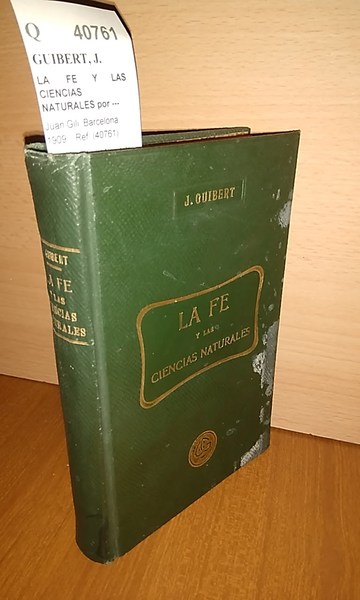 Q 40761
GUIBERT, J.
LA FE Y LAS
CIENCIAS
NATURALES por ---
Juan Gili. Barcelona
1909 Ref. (40761)
J. GUIBERT
LA FE
Y LAS
CIENCIAS NATURALES
GUIBERT
LA FE
Y LAS
CIENCIAS
NATURALES